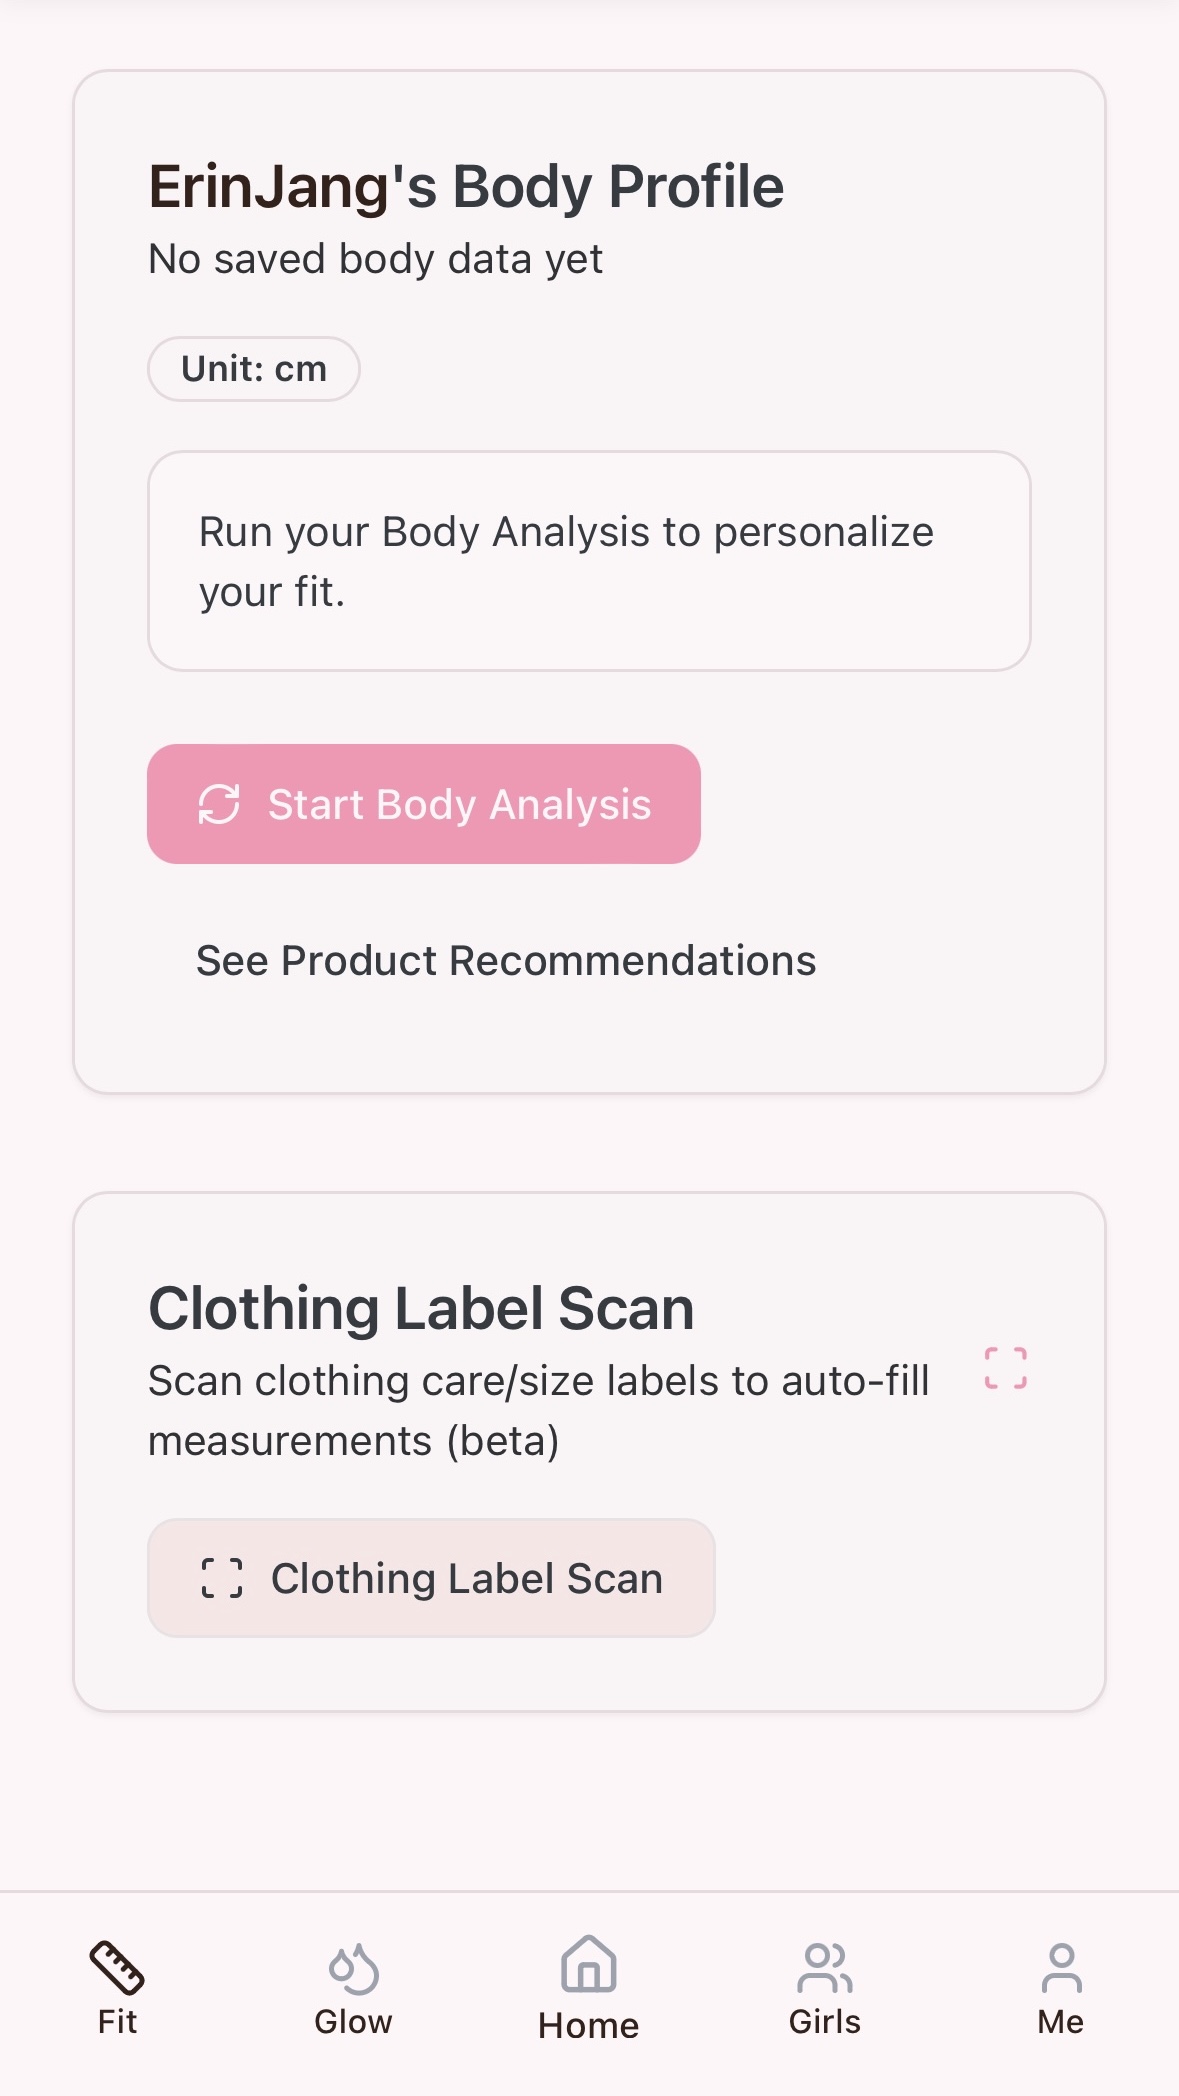 ErinJang's Body Profile
No saved body data yet
Unit: cm
Run your Body Analysis to personalize
your fit.
Start Body Analysis
See Product Recommendations
Clothing Label Scan
Scan clothing care/size labels to auto-fill
measurements (beta)
Clothing Label Scan
Fit
Glow
Home
Girls
Me